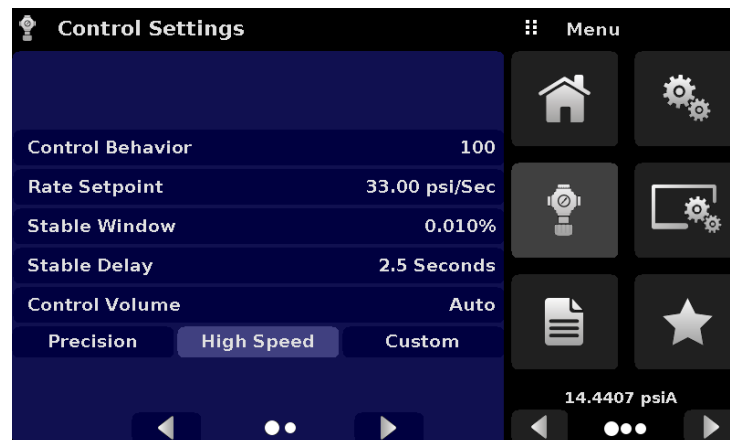 Control Settings
Menu
Control Behavior 100
Rate Setpoint 33.00 psi/Sec
Stable Window 0.010%
Stable Delay 2.5 Seconds
Control Volume Auto
Precision High Speed Custom
14.4407 psiA